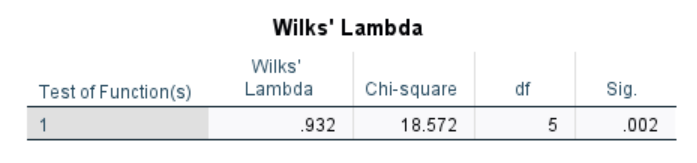 Wilks' Lambda
Test of Function(s) Wilks' Lambda Chi-square df Sig.
1 .932 18.572 5 .002